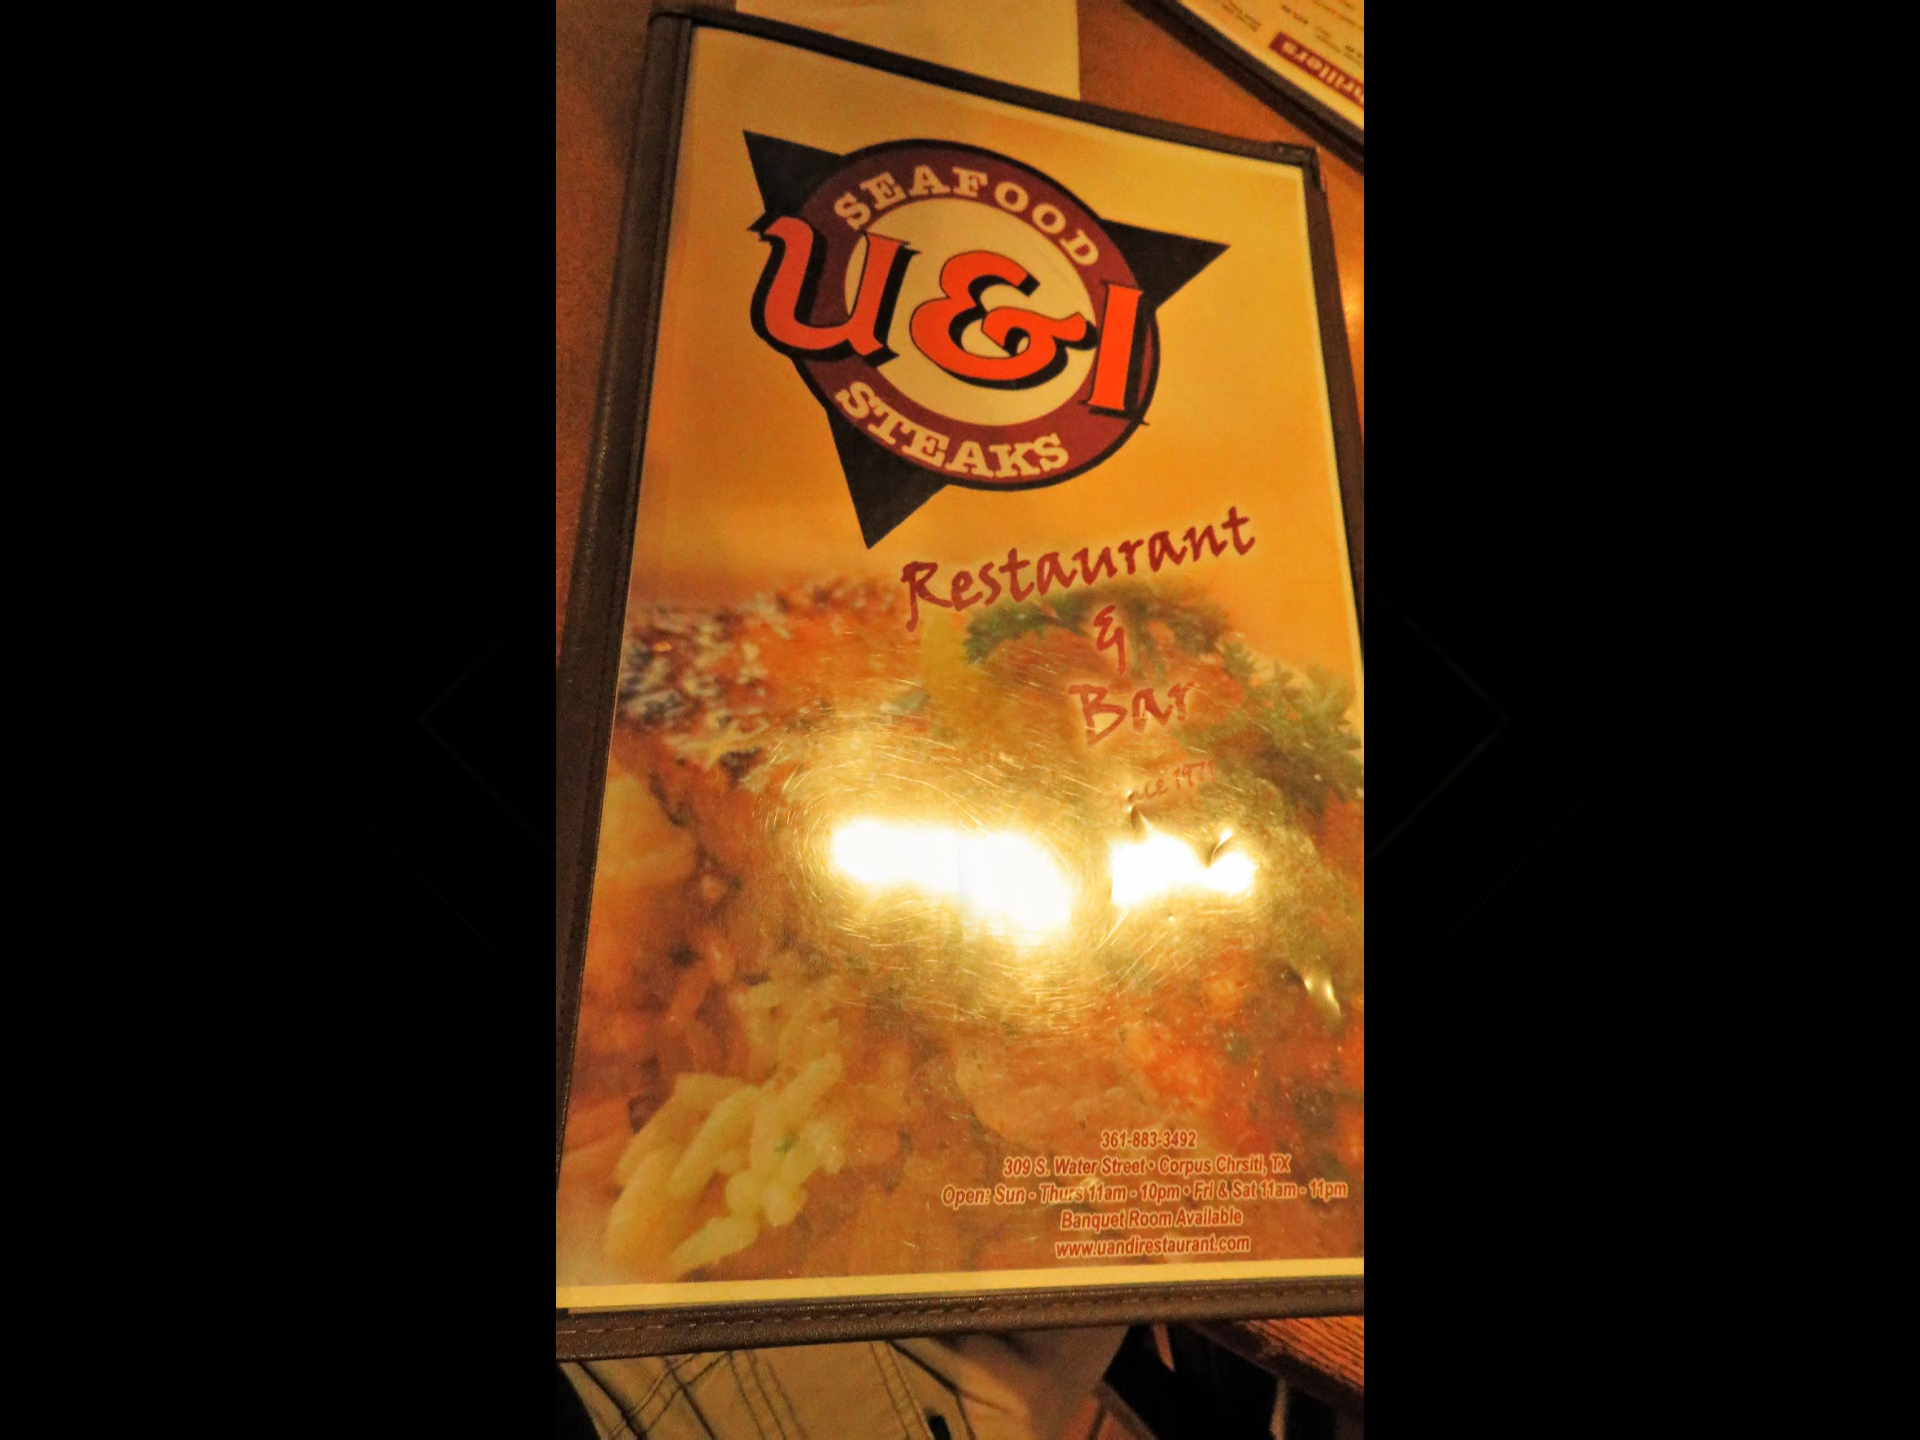 SEAFOOD
U&I
STEAKS
Restaurant
&
Bar
Since
361-883-3492
309 S. Water Street • Corpus Chrsiti, TX
Open: Sun - Thurs 11am - 10pm • Fri & Sat 11am - 11pm
Banquet Room Available
www.uandirestaurant.com